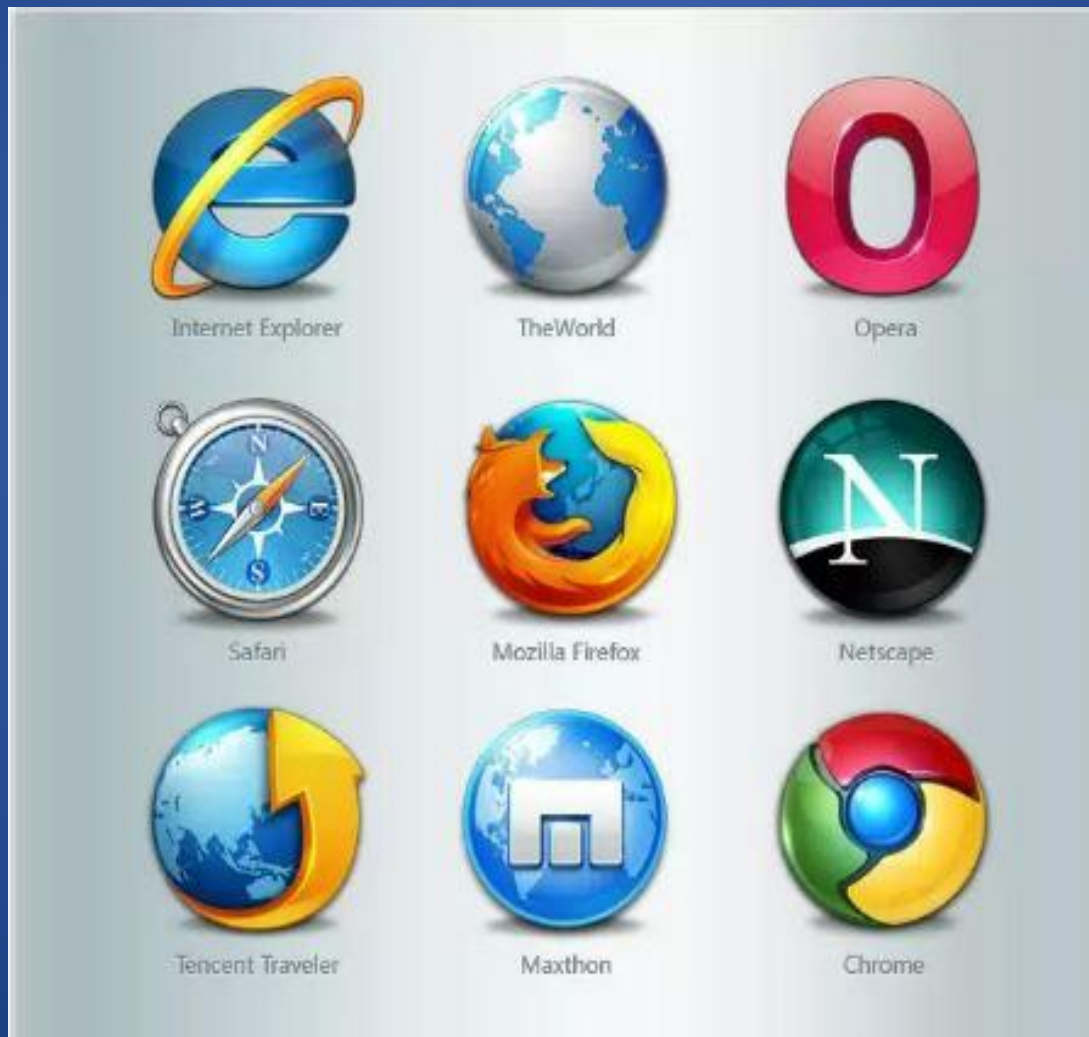 Internet Explorer
TheWorld
Opera
N
W
E
S
Safari
Mozilla Firefox
N
Netscape
Tencent Traveler
Maxthon
Chrome